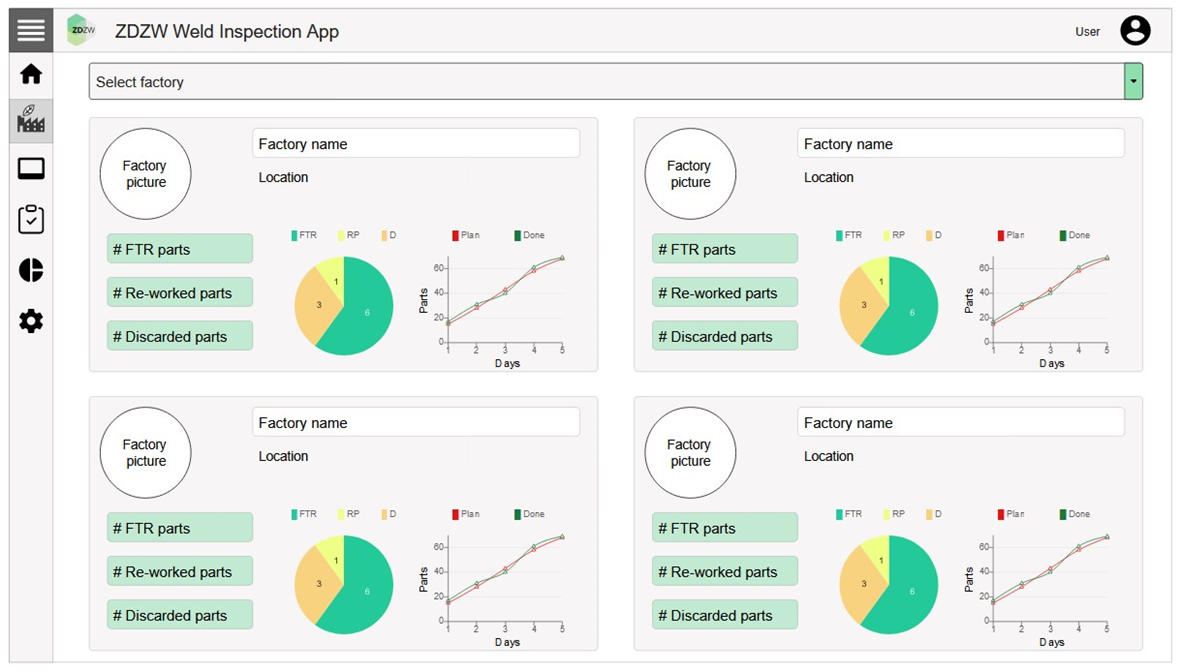 ZDZW
ZDZW Weld Inspection App
User
Select factory
Factory
picture
Factory name
Location
# FTR parts
# Re-worked parts
# Discarded parts
FTR RP D
1
3
6
Plan Done
Parts
60
40
20
0
1 2 3 4 5
Days
Factory
picture
Factory name
Location
# FTR parts
# Re-worked parts
# Discarded parts
FTR RP D
1
3
6
Plan Done
Parts
60
40
20
0
1 2 3 4 5
Days
Factory
picture
Factory name
Location
# FTR parts
# Re-worked parts
# Discarded parts
FTR RP D
1
3
6
Plan Done
Parts
60
40
20
0
1 2 3 4 5
Days
Factory
picture
Factory name
Location
# FTR parts
# Re-worked parts
# Discarded parts
FTR RP D
1
3
6
Plan Done
Parts
60
40
20
0
1 2 3 4 5
Days